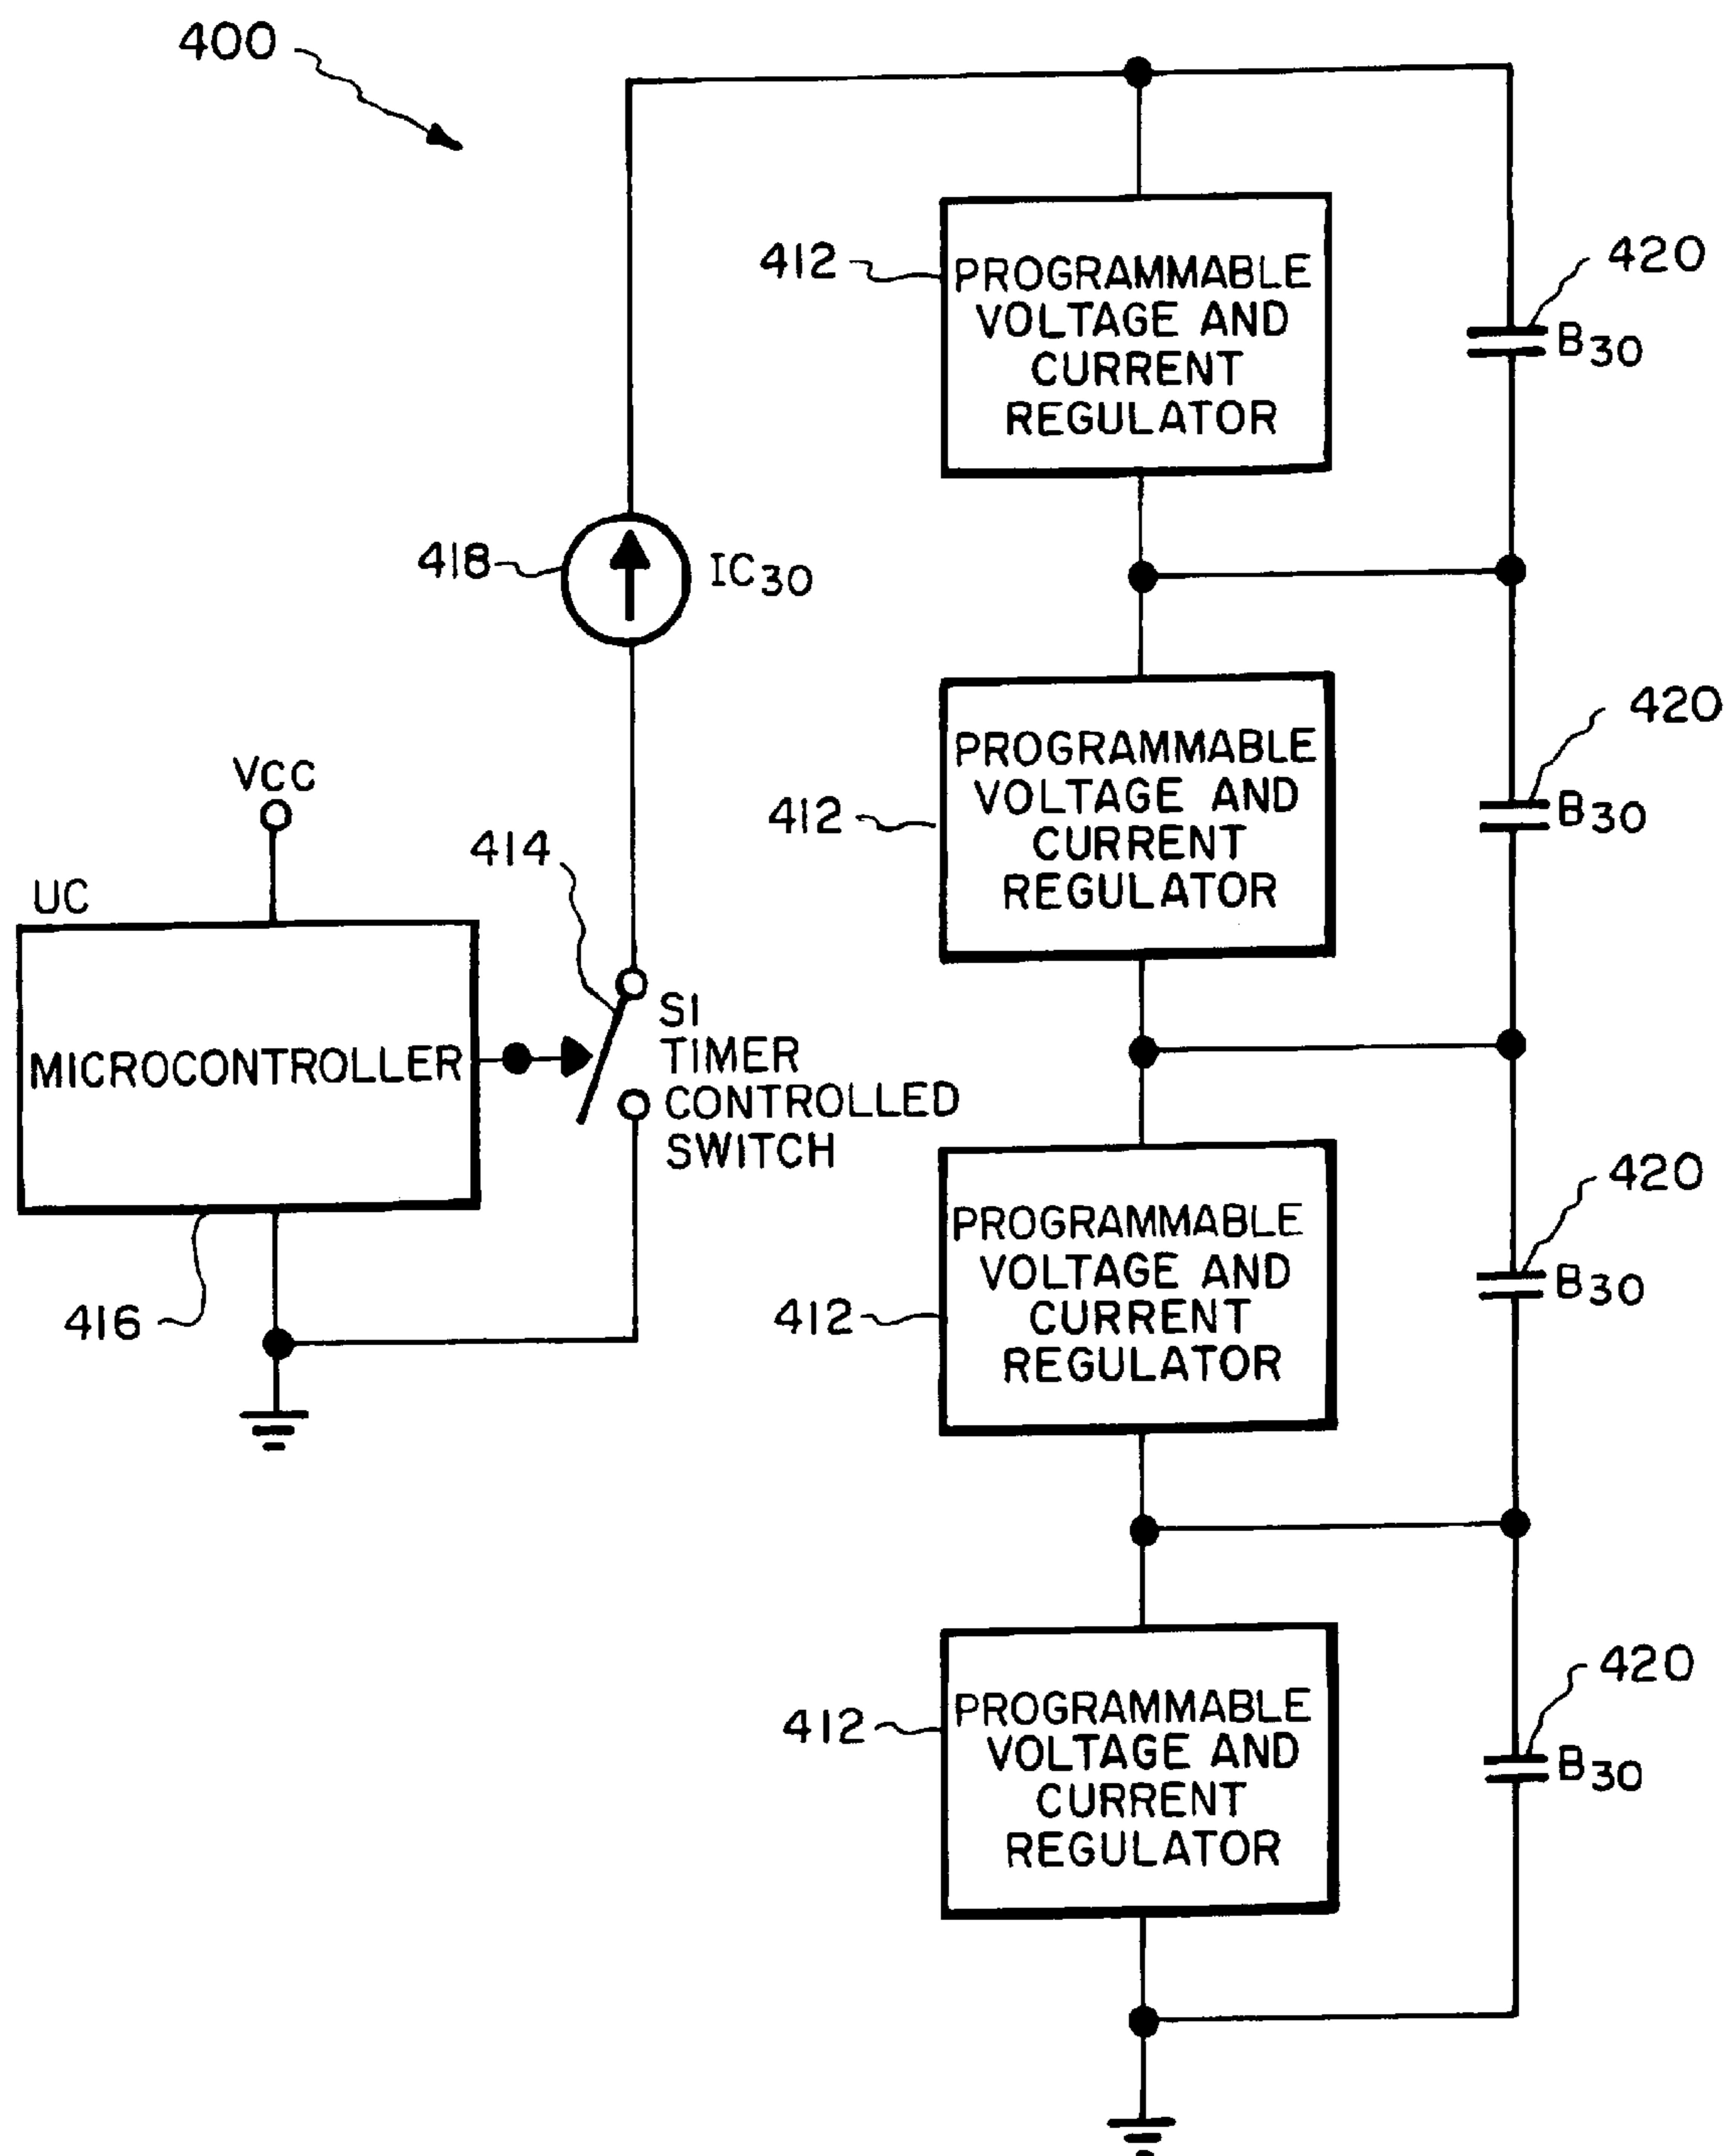 400
412
PROGRAMMABLE
VOLTAGE AND
CURRENT
REGULATOR
420
B30
418
IC30
412
PROGRAMMABLE
VOLTAGE AND
CURRENT
REGULATOR
420
B30
VCC
UC
MICROCONTROLLER
416
414
S1
TIMER
CONTROLLED
SWITCH
412
PROGRAMMABLE
VOLTAGE AND
CURRENT
REGULATOR
420
B30
412
PROGRAMMABLE
VOLTAGE AND
CURRENT
REGULATOR
420
B30